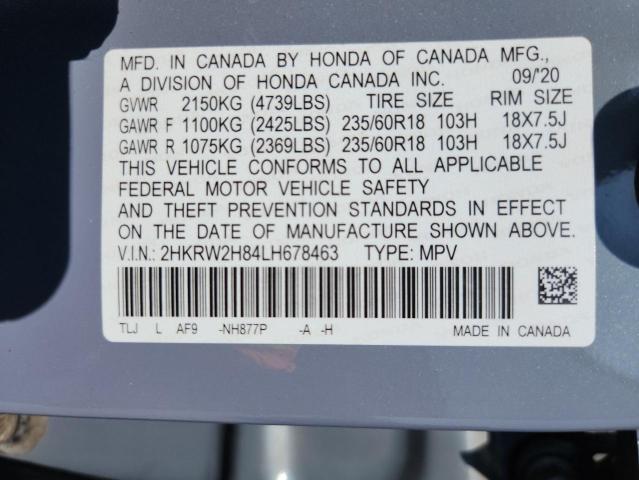 MFD. IN CANADA BY HONDA OF CANADA MFG.,
A DIVISION OF HONDA CANADA INC. 09/'20
GVWR 2150KG (4739LBS) TIRE SIZE RIM SIZE
GAWR F 1100KG (2425LBS) 235/60R18 103H 18X7.5J
GAWR R 1075KG (2369LBS) 235/60R18 103H 18X7.5J
THIS VEHICLE CONFORMS TO ALL APPLICABLE
FEDERAL MOTOR VEHICLE SAFETY
AND THEFT PREVENTION STANDARDS IN EFFECT
ON THE DATE OF MANUFACTURE SHOWN ABOVE.
V.I.N.: 2HKRW2H84LH678463 TYPE: MPV
TLJ L AF9 -NH877P -A -H MADE IN CANADA